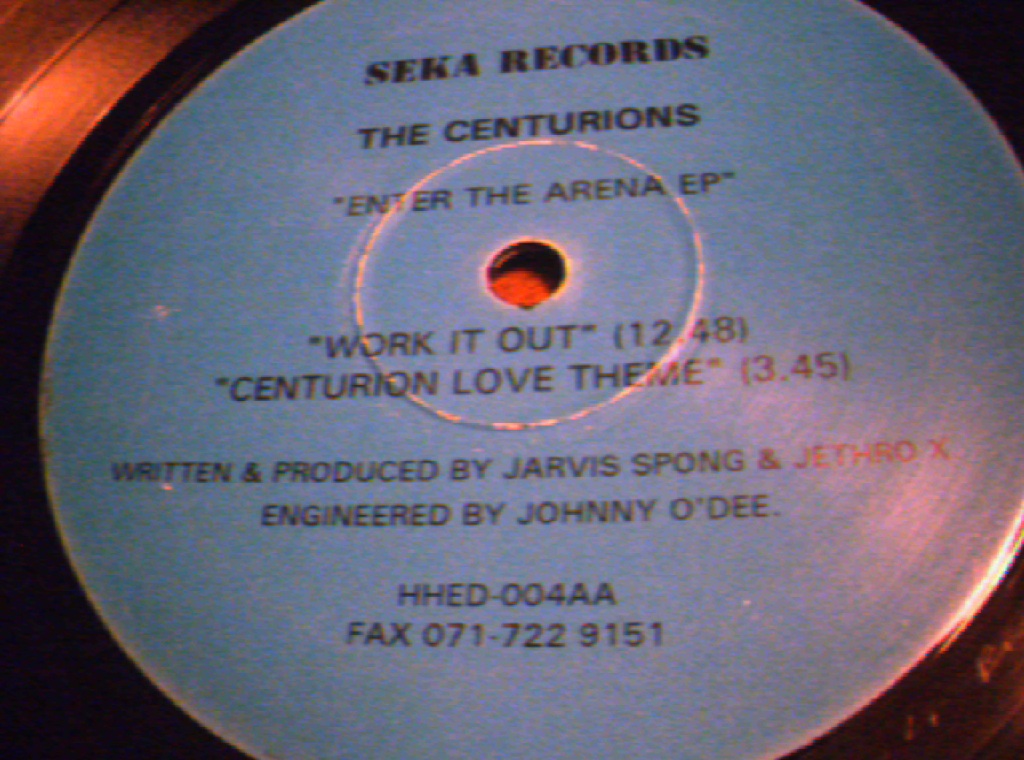 SEKA RECORDS
THE CENTURIONS
"ENTER THE ARENA EP"
"WORK IT OUT" (12.48)
"CENTURION LOVE THEME" (3.45)
WRITTEN & PRODUCED BY JARVIS SPONG & JETHRO X.
ENGINEERED BY JOHNNY O'DEE.
HHED-004AA
FAX 071-722 9151